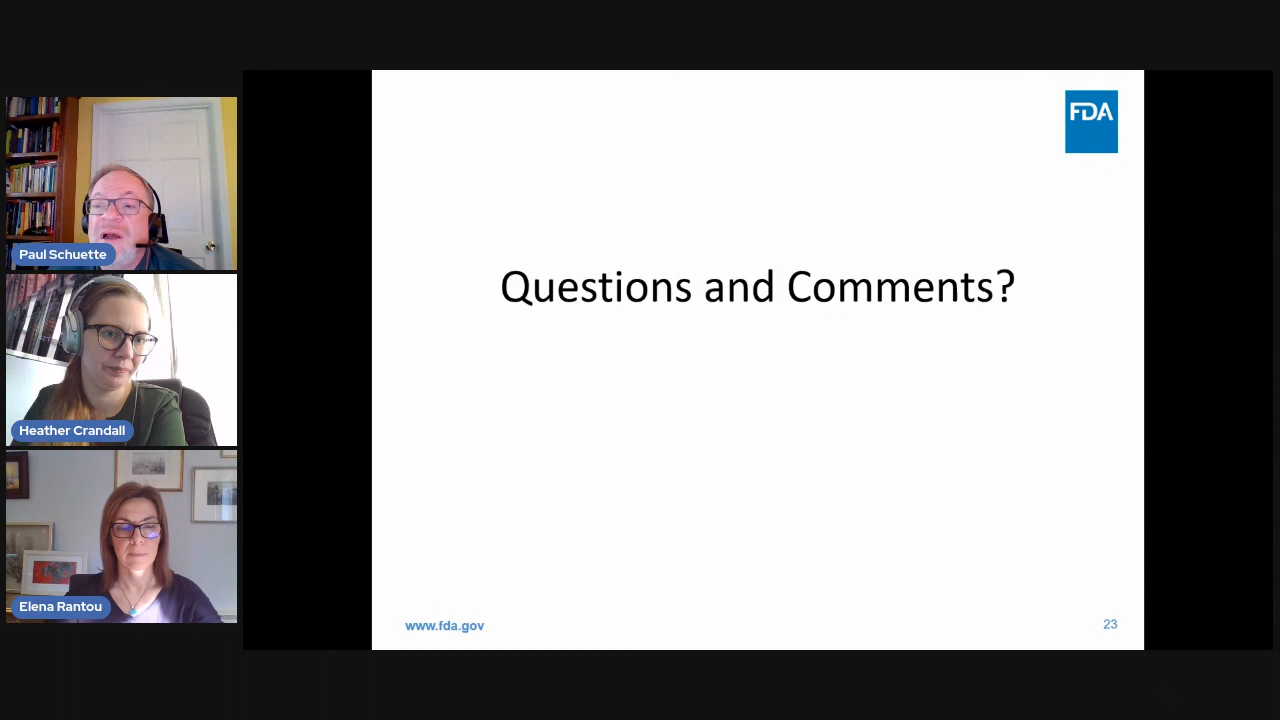 Paul Schuette
Heather Crandall
Elena Rantou
FDA
Questions and Comments?
www.fda.gov
23